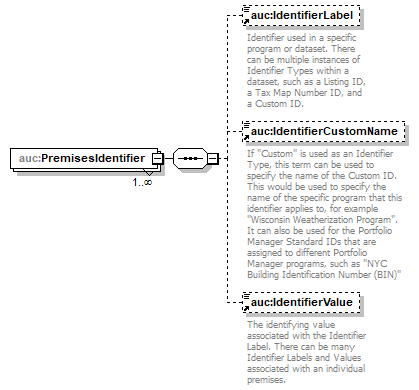 auc:IdentifierLabel
Identifier used in a specific
program or dataset. There
can be multiple instances of
Identifier Types within a
dataset, such as a Listing ID,
a Tax Map Number ID, and
a Custom ID.
auc:PremisesIdentifier
1..∞
auc:IdentifierCustomName
If "Custom" is used as an Identifier
Type, this term can be used to
specify the name of the Custom ID.
This would be used to specify the
name of the specific program that this
identifier applies to, for example
"Wisconsin Weatherization Program".
It can also be used for the Portfolio
Manager Standard IDs that are
assigned to different Portfolio
Manager programs, such as "NYC
Building Identification Number (BIN)"
auc:IdentifierValue
The identifying value
associated with the Identifier
Label. There can be many
Identifier Labels and Values
associated with an individual
premises.